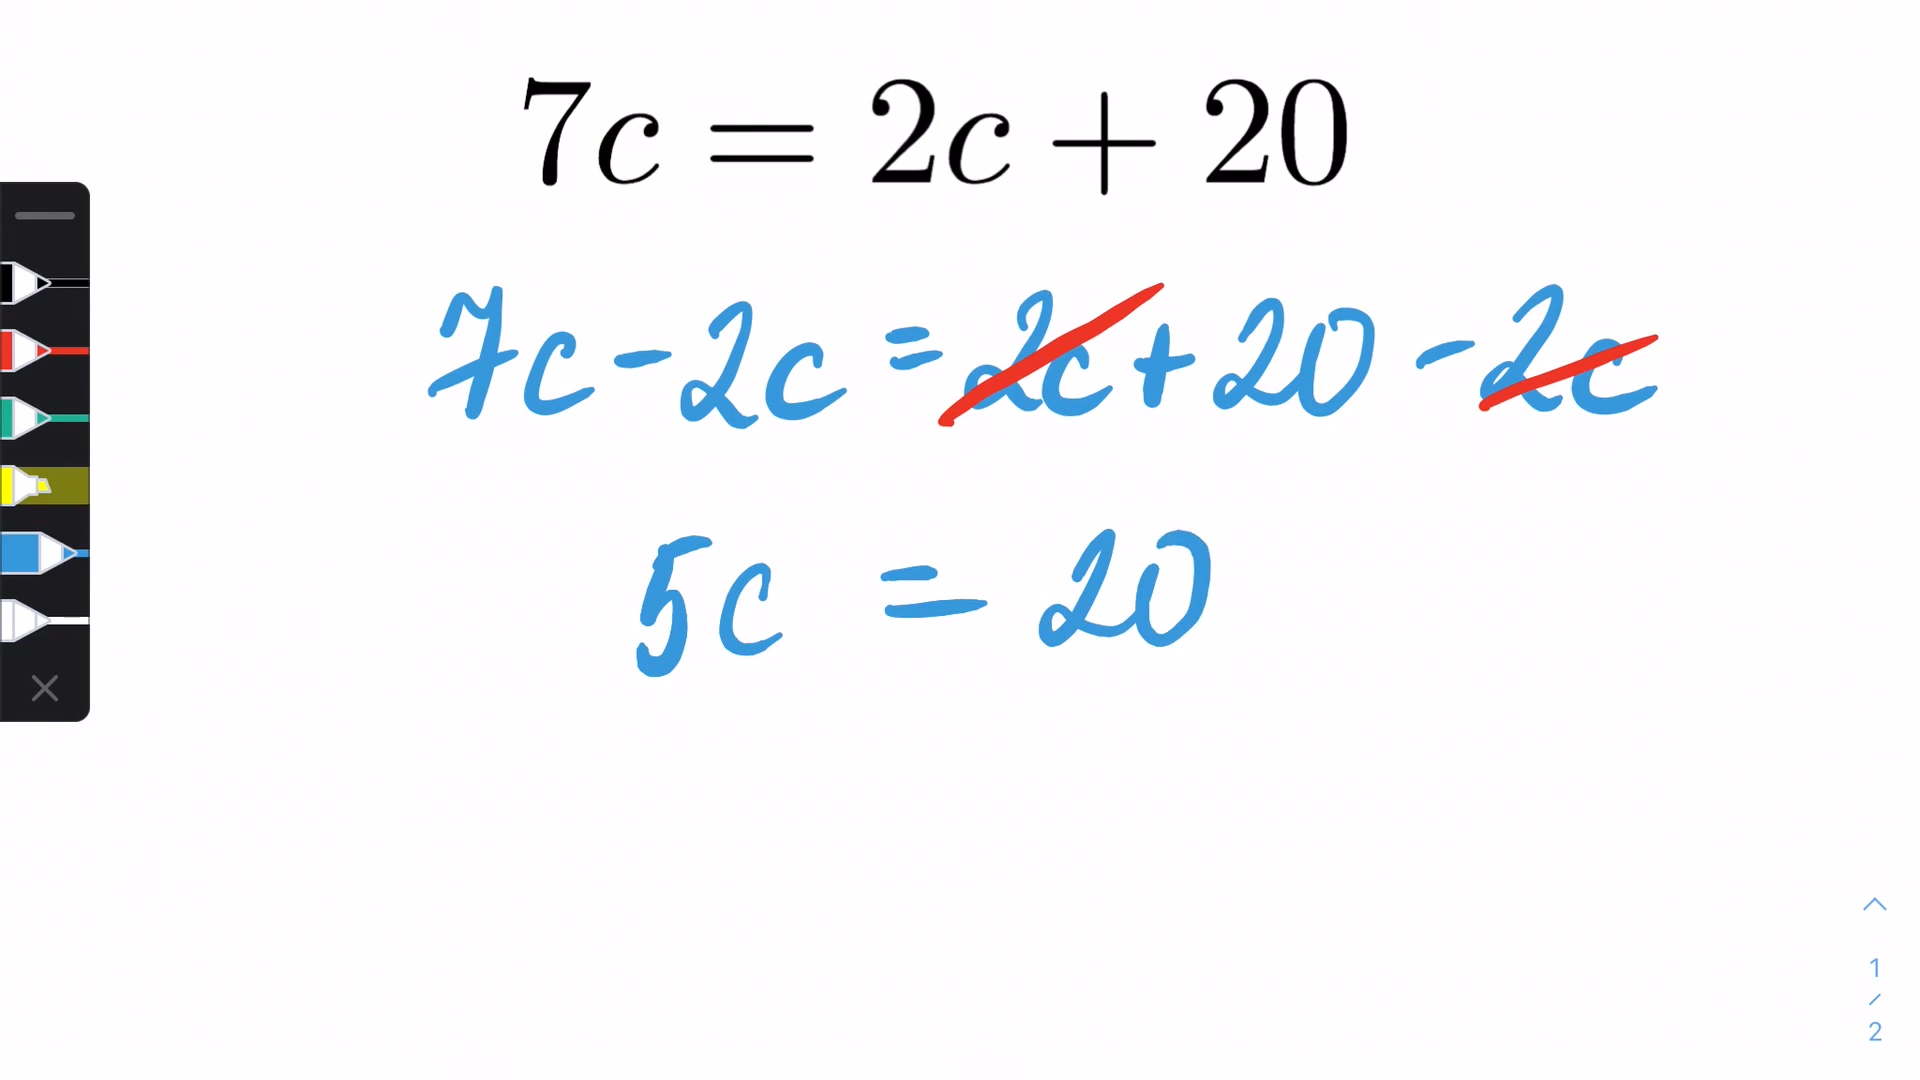 7c = 2c + 20
7c - 2c = 2c + 20 - 2c
5c = 20
1
/
2